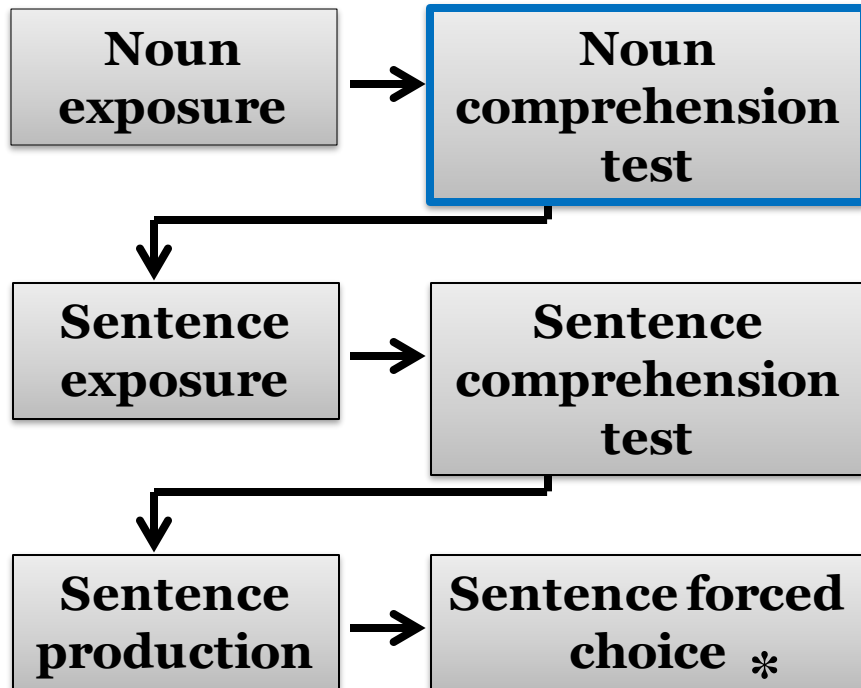 Noun
exposure
Noun
comprehension
test
Sentence
exposure
Sentence
comprehension
test
Sentence
production
Sentence forced
choice *